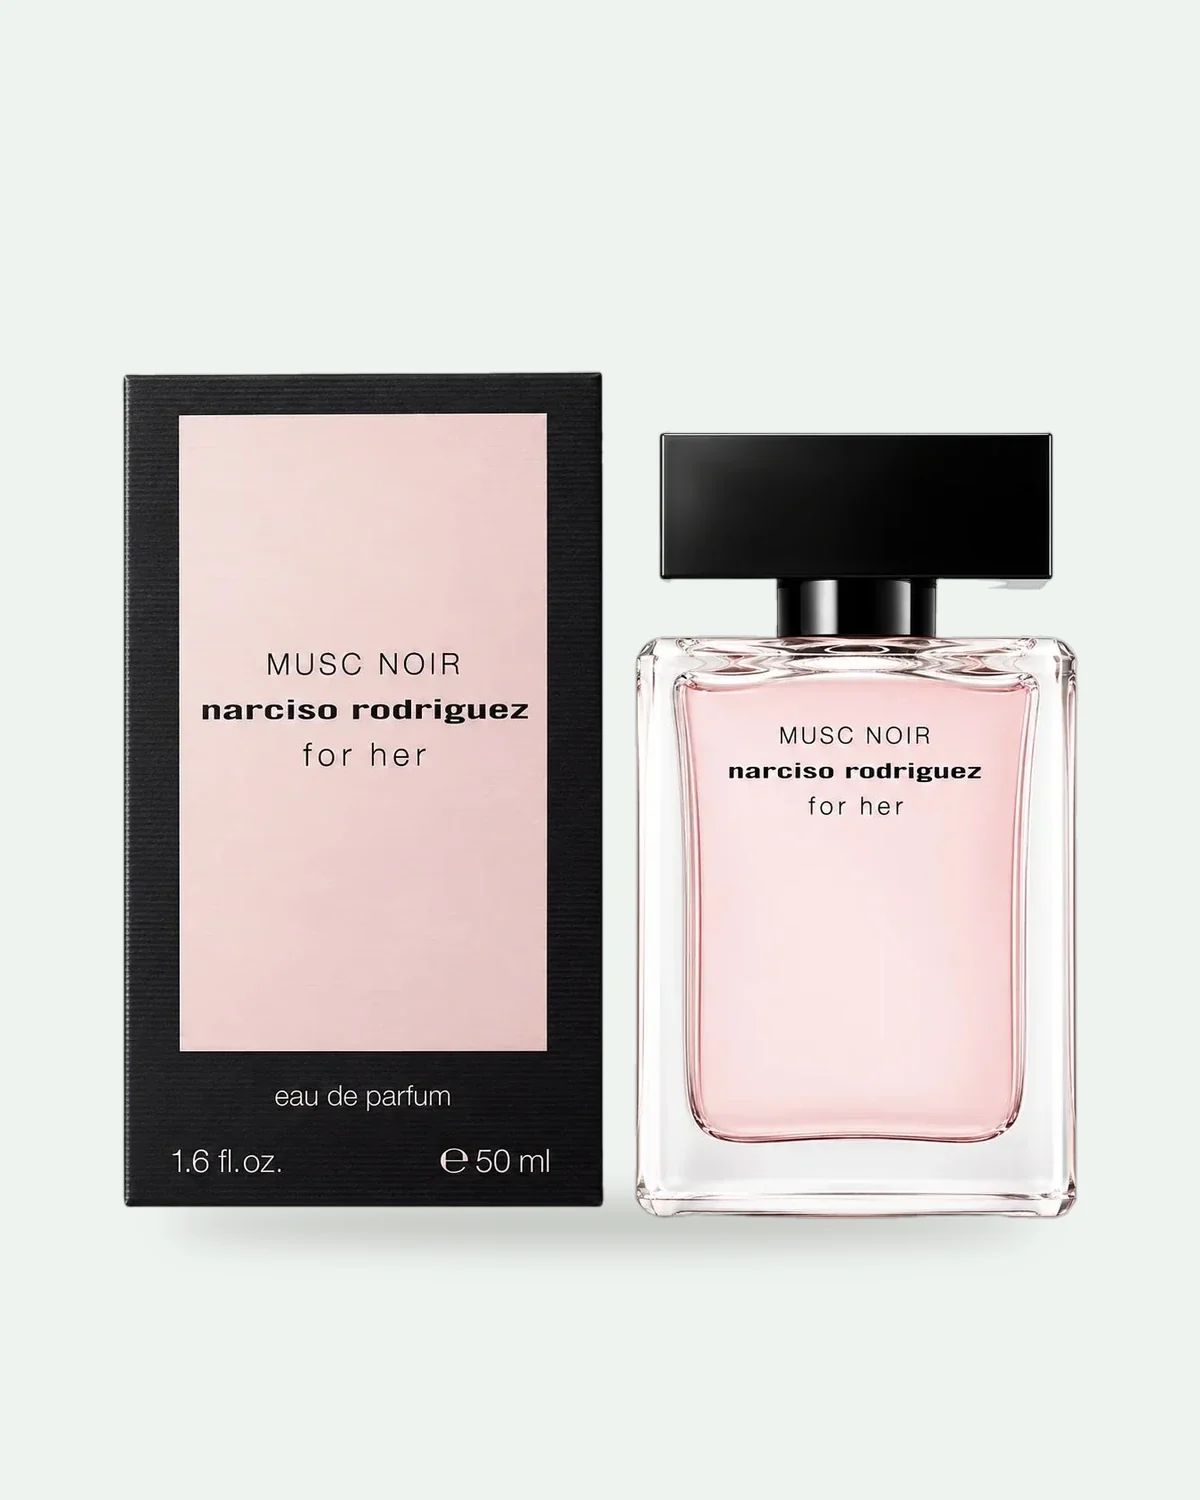 MUSC NOIR
narciso rodriguez
for her
eau de parfum
1.6 fl.oz.
℮ 50 ml
MUSC NOIR
narciso rodriguez
for her